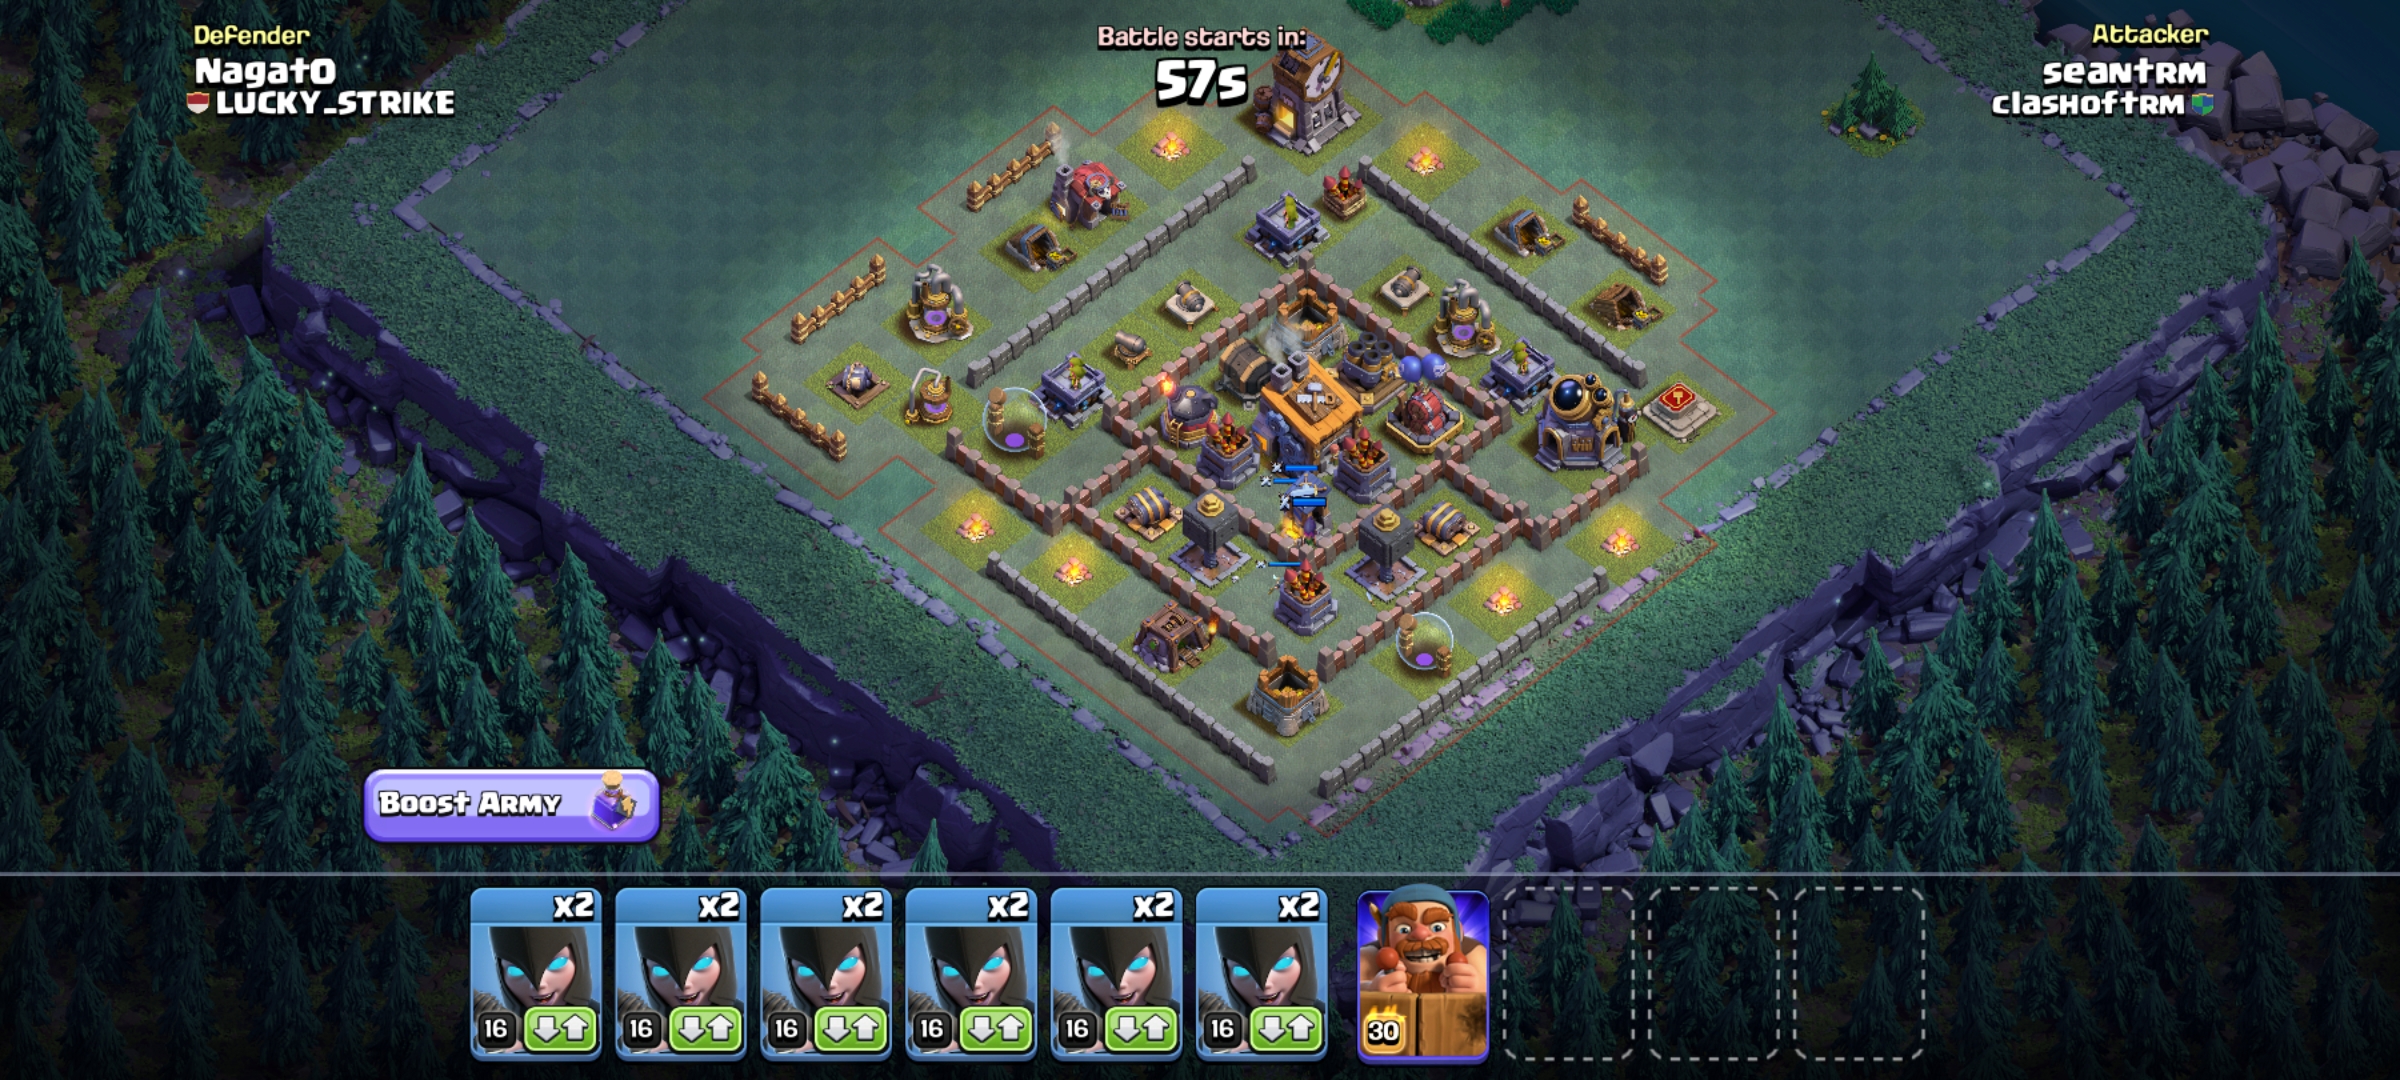 Defender
Nagat0
LUCKY_STRIKE
Battle starts in:
57s
Attacker
seantRM
clashoftRM
Boost Army
x2
x2
x2
x2
x2
x2
16
16
16
16
16
16
30